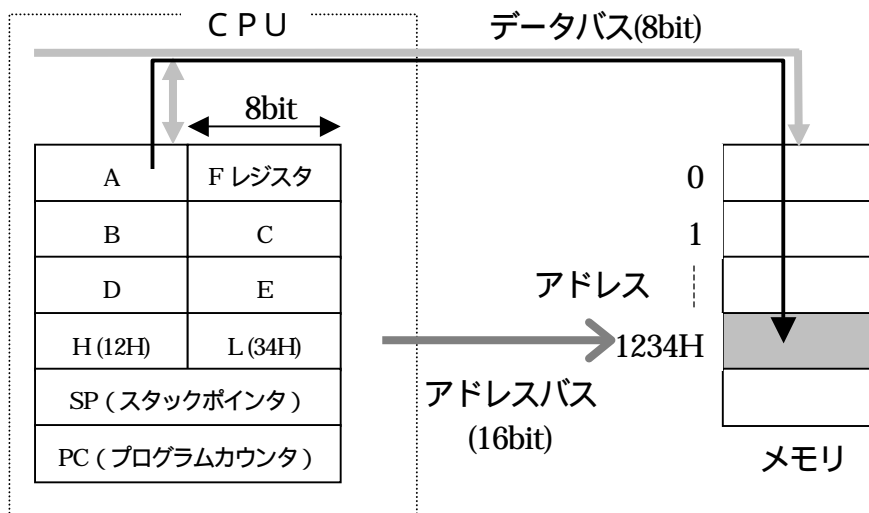 ＣＰＵ
データバス(8bit)
8bit
A
F レジスタ
B
C
D
E
H (12H)
L (34H)
SP ( スタックポインタ )
PC ( プログラムカウンタ )
0
1
アドレス
1234H
アドレスバス
(16bit)
メモリ